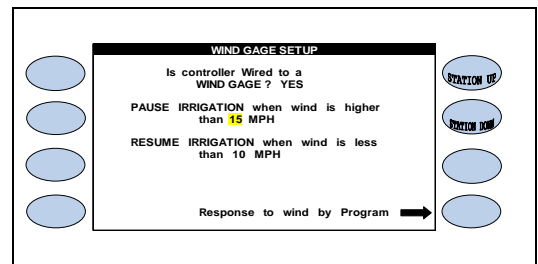 WIND GAGE SETUP
Is controller Wired to a
WIND GAGE ? YES
STATION UP
PAUSE IRRIGATION when wind is higher
than 15 MPH
STATION DOWN
RESUME IRRIGATION when wind is less
than 10 MPH
Response to wind by Program